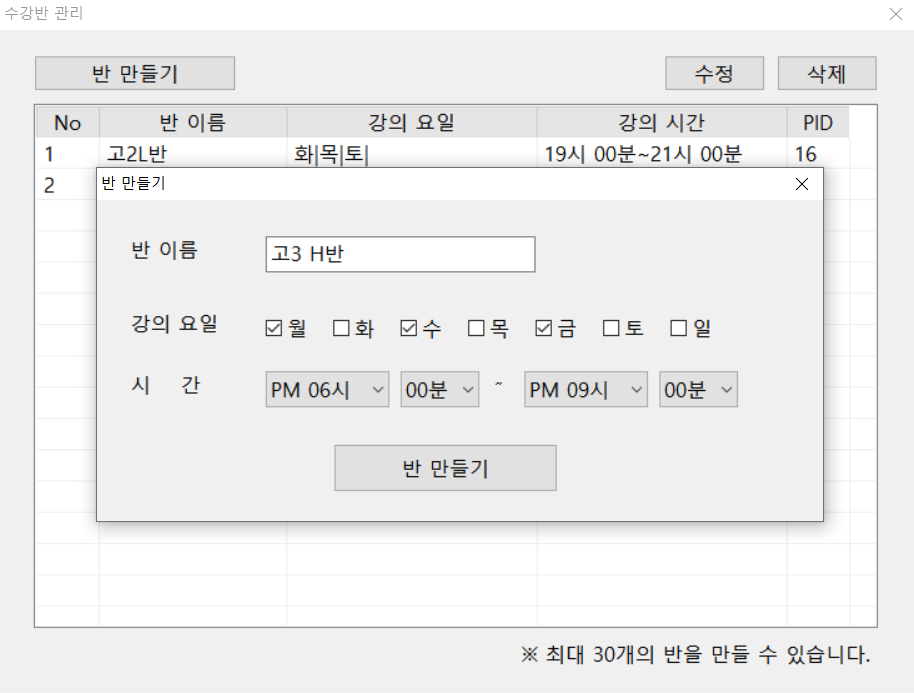 수강반 관리
반 만들기 수정 삭제
No 반 이름 강의 요일 강의 시간 PID
1 고2L반 화|목|토| 19시 00분~21시 00분 16
2
반 만들기
반 이름 고3 H반
강의 요일 월 화 수 목 금 토 일
시 간 PM 06시 00분 ~ PM 09시 00분
반 만들기
※ 최대 30개의 반을 만들 수 있습니다.